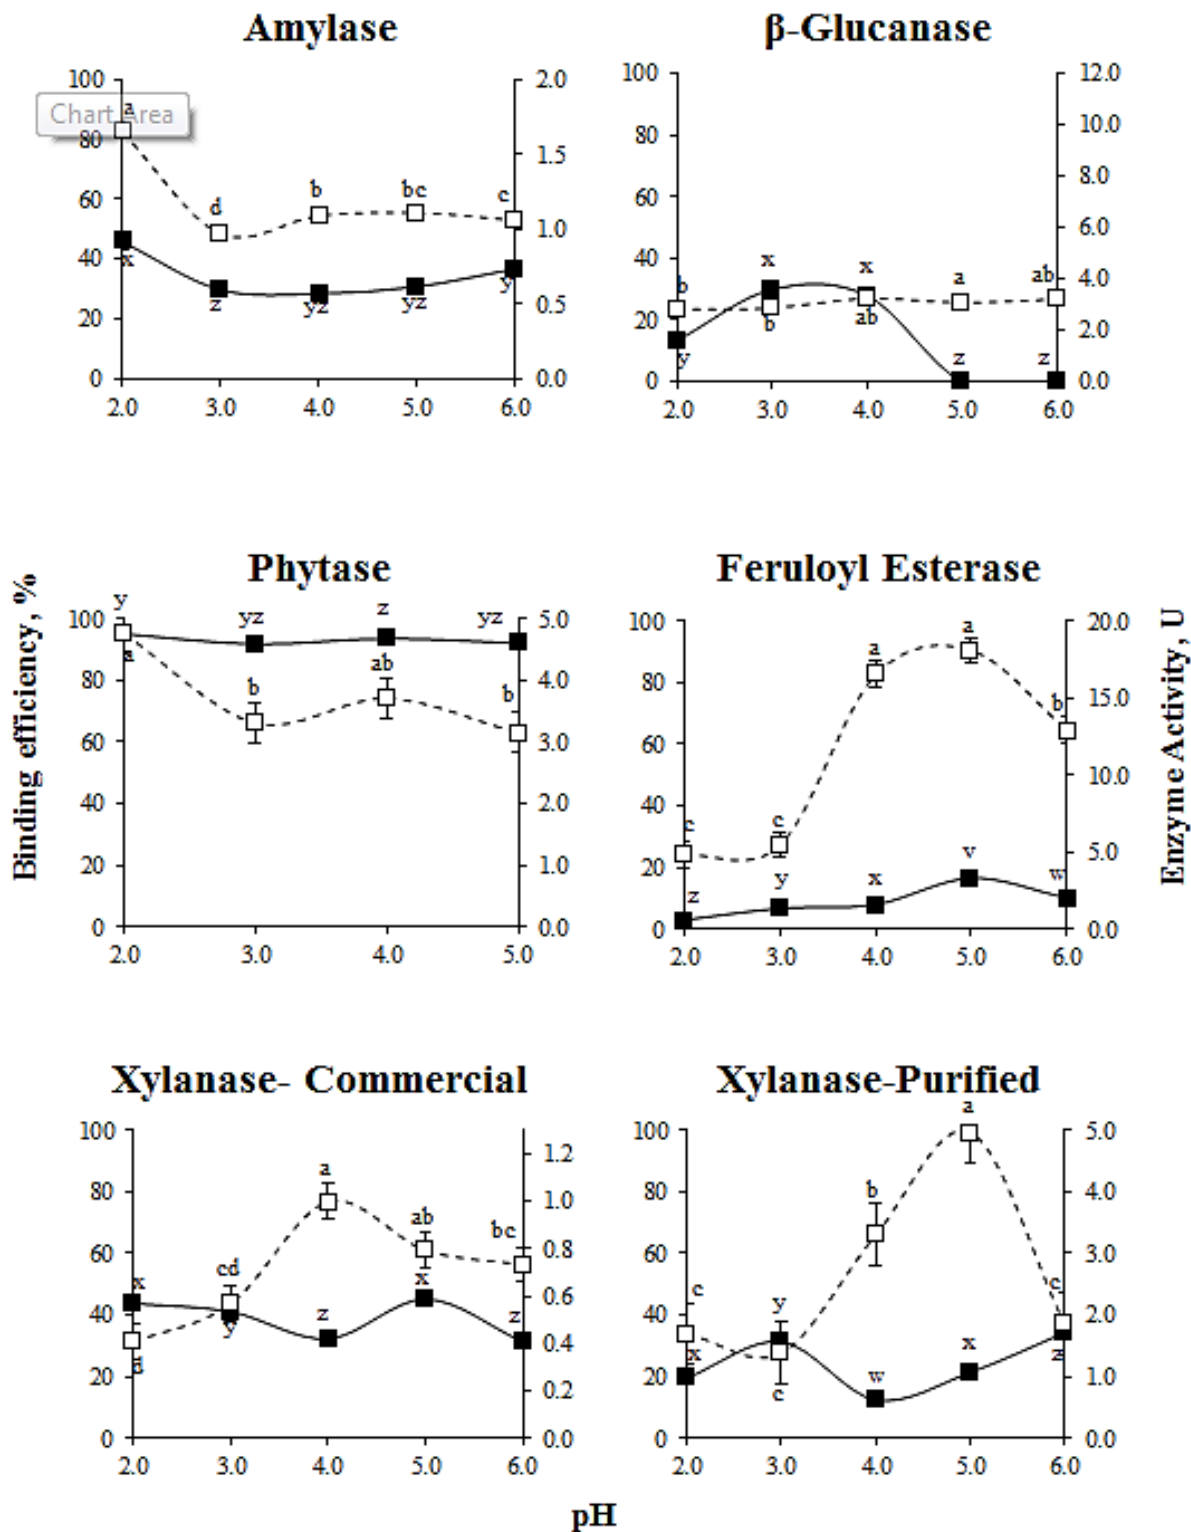 Amylase
100
80
60
40
20
0
2.0
1.5
1.0
0.5
0.0
Chart Area
a
d
b
bc
c
x
z
yz
yz
y
2.0 3.0 4.0 5.0 6.0
β-Glucanase
100
80
60
40
20
0
12.0
10.0
8.0
6.0
4.0
2.0
0.0
b
x
x
a
ab
b
ab
y
z
z
2.0 3.0 4.0 5.0 6.0
Binding efficiency, %
Phytase
100
80
60
40
20
0
5.0
4.0
3.0
2.0
1.0
0.0
y
yz
z
yz
a
b
ab
b
2.0 3.0 4.0 5.0
Feruloyl Esterase
100
80
60
40
20
0
20.0
15.0
10.0
5.0
0.0
c
c
a
a
b
z
y
x
v
w
2.0 3.0 4.0 5.0 6.0
Enzyme Activity, U
Xylanase- Commercial
100
80
60
40
20
0
1.2
1.0
0.8
0.6
0.4
0.2
0.0
x
cd
a
ab
bc
d
y
z
x
z
2.0 3.0 4.0 5.0 6.0
Xylanase-Purified
100
80
60
40
20
0
5.0
4.0
3.0
2.0
1.0
0.0
c
y
b
a
c
x
c
w
x
z
2.0 3.0 4.0 5.0 6.0
pH